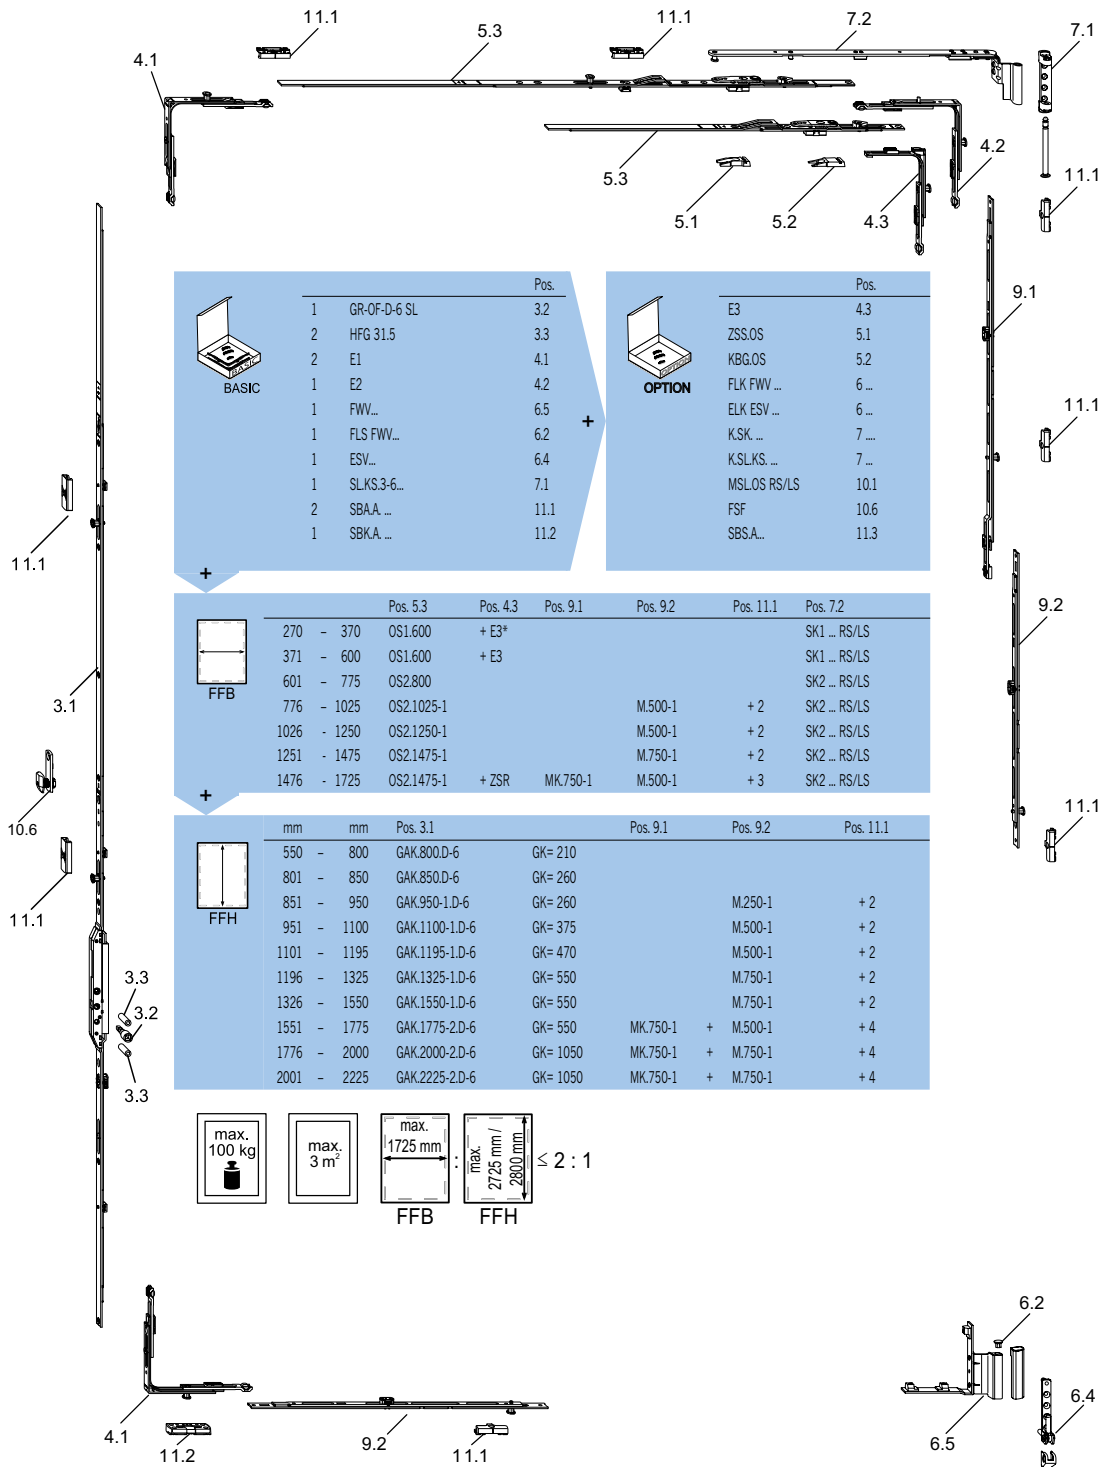 11.1
5.3
11.1
7.2
7.1
4.1
5.3
5.1
5.2
4.3
4.2
11.1
9.1
Pos.
1 GR-OF-D-6 SL 3.2
2 HFG 31.5 3.3
2 E1 4.1
1 E2 4.2
1 FWV... 6.5
1 FLS FWV... 6.2
1 ESV... 6.4
1 SL.KS.3-6... 7.1
2 SBA.A. ... 11.1
1 SBK.A. ... 11.2
BASIC
BASIC
+
Pos.
E3 4.3
ZSS.OS 5.1
KBG.OS 5.2
FLK FWV ... 6 ...
ELK ESV ... 6 ...
K.SK. ... 7 ....
K.SL.KS. ... 7 ...
MSL.OS RS/LS 10.1
FSF 10.6
SBS.A... 11.3
OPTION
OPTION
11.1
11.1
+
Pos. 5.3 Pos. 4.3 Pos. 9.1 Pos. 9.2 Pos. 11.1 Pos. 7.2
270 – 370 OS1.600 + E3* SK1 ... RS/LS
371 – 600 OS1.600 + E3 SK1 ... RS/LS
601 – 775 OS2.800 SK2 ... RS/LS
776 – 1025 OS2.1025-1 M.500-1 + 2 SK2 ... RS/LS
1026 - 1250 OS2.1250-1 M.500-1 + 2 SK2 ... RS/LS
1251 - 1475 OS2.1475-1 M.750-1 + 2 SK2 ... RS/LS
1476 - 1725 OS2.1475-1 + ZSR MK.750-1 M.500-1 + 3 SK2 ... RS/LS
FFB
9.2
3.1
10.6
11.1
11.1
+
mm mm Pos. 3.1 Pos. 9.1 Pos. 9.2 Pos. 11.1
550 – 800 GAK.800.D-6 GK= 210
801 – 850 GAK.850.D-6 GK= 260
851 – 950 GAK.950-1.D-6 GK= 260 M.250-1 + 2
951 – 1100 GAK.1100-1.D-6 GK= 375 M.500-1 + 2
1101 – 1195 GAK.1195-1.D-6 GK= 470 M.500-1 + 2
1196 – 1325 GAK.1325-1.D-6 GK= 550 M.750-1 + 2
1326 – 1550 GAK.1550-1.D-6 GK= 550 M.750-1 + 2
1551 – 1775 GAK.1775-2.D-6 GK= 550 MK.750-1 + M.500-1 + 4
1776 – 2000 GAK.2000-2.D-6 GK= 1050 MK.750-1 + M.750-1 + 4
2001 – 2225 GAK.2225-2.D-6 GK= 1050 MK.750-1 + M.750-1 + 4
FFH
3.3
3.2
3.3
max.
100 kg
max.
3 m²
max.
1725 mm
FFB
:
max.
2725 mm /
2800 mm
FFH
≤ 2 : 1
4.1
11.2
9.2
11.1
6.2
6.5
6.4